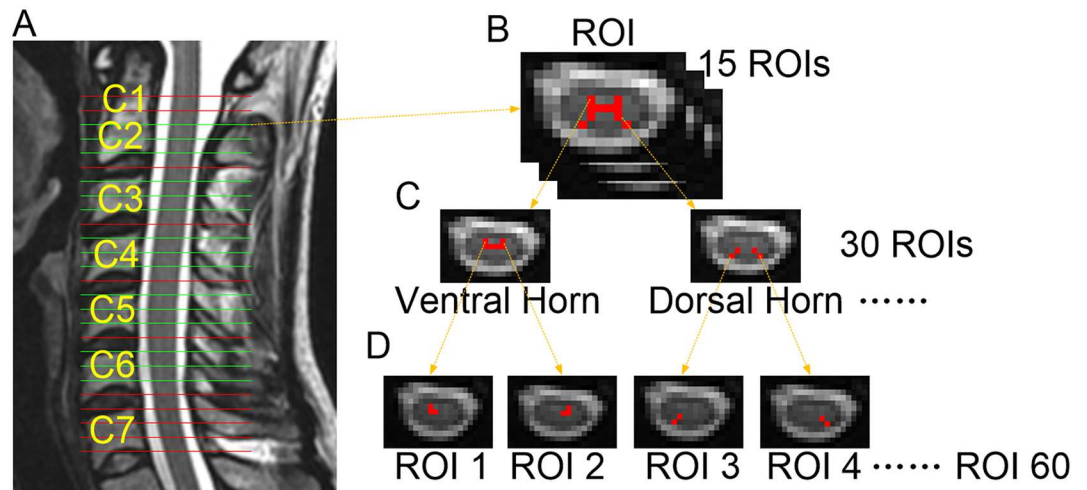 A
C1
C2
C3
C4
C5
C6
C7
B
ROI
15 ROIs
C
30 ROIs
Ventral Horn
Dorsal Horn ······
D
ROI 1
ROI 2
ROI 3
ROI 4 ······ ROI 60